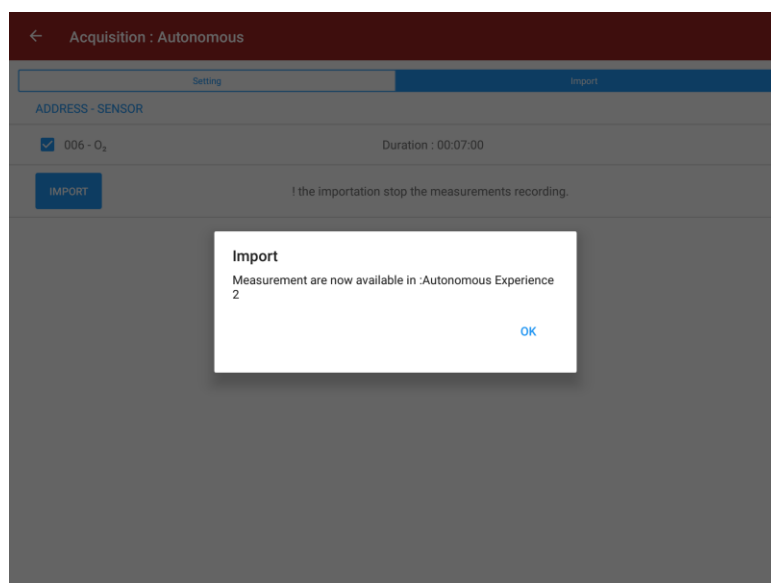 Acquisition : Autonomous
Setting
Import
ADDRESS - SENSOR
006 - O₂
Duration : 00:07:00
IMPORT
! the importation stop the measurements recording.
Import
Measurement are now available in :Autonomous Experience
2
OK